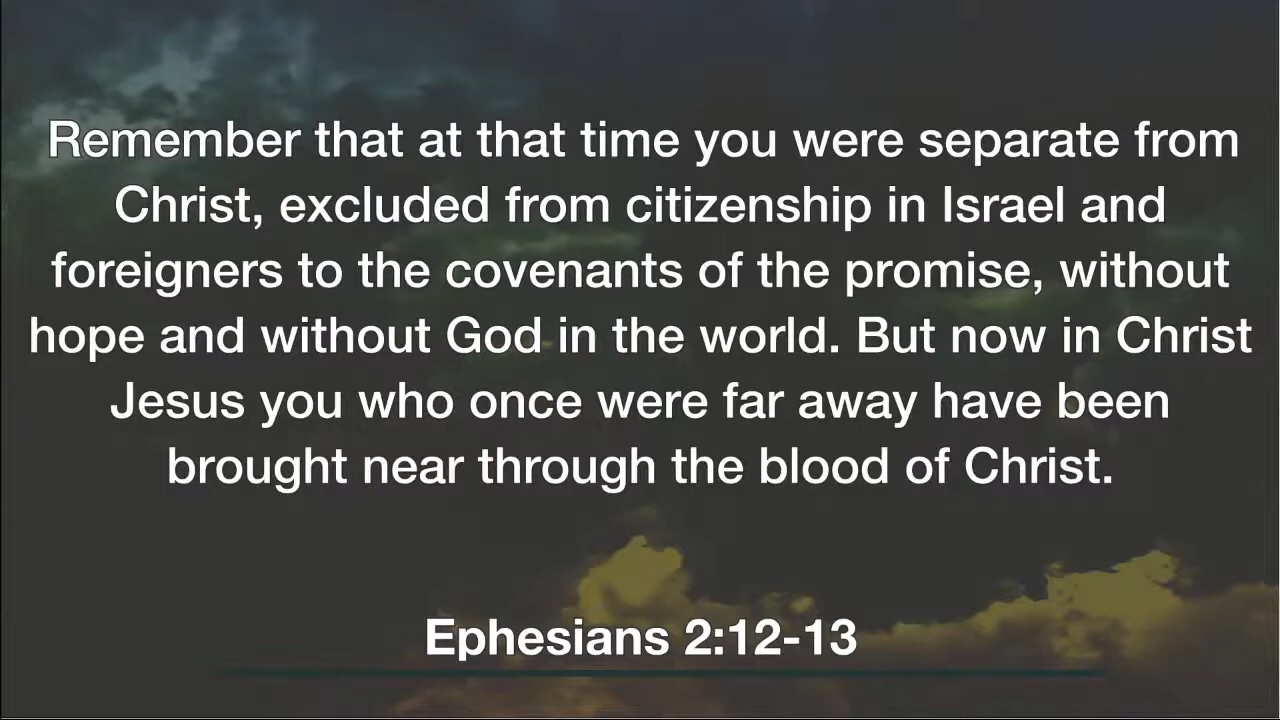 Remember that at that time you were separate from
Christ, excluded from citizenship in Israel and
foreigners to the covenants of the promise, without
hope and without God in the world. But now in Christ
Jesus you who once were far away have been
brought near through the blood of Christ.
Ephesians 2:12-13